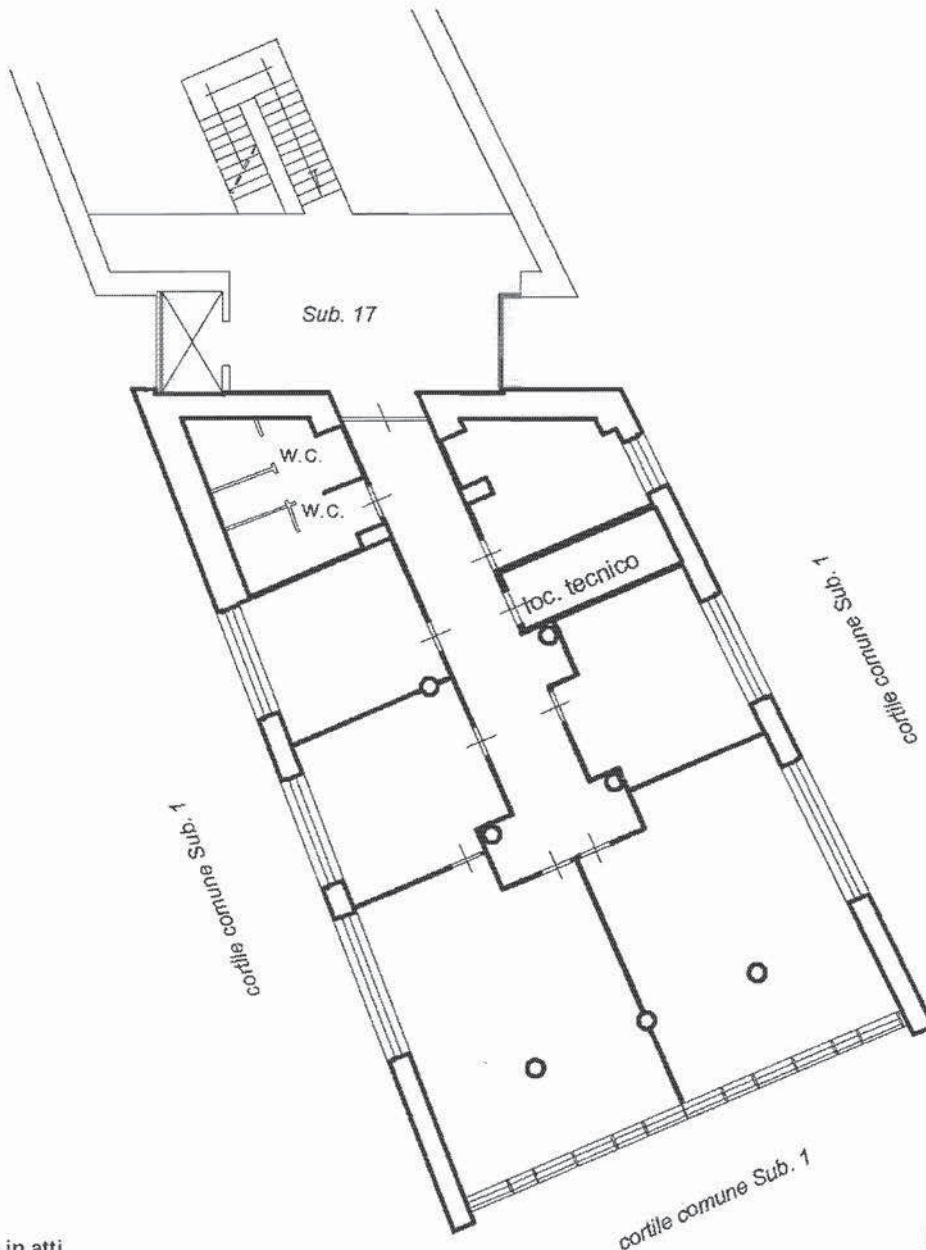 Sub. 17
w.c.
w.c.
loc. tecnico
cortile comune Sub. 1
cortile comune Sub. 1
cortile comune Sub. 1
in atti